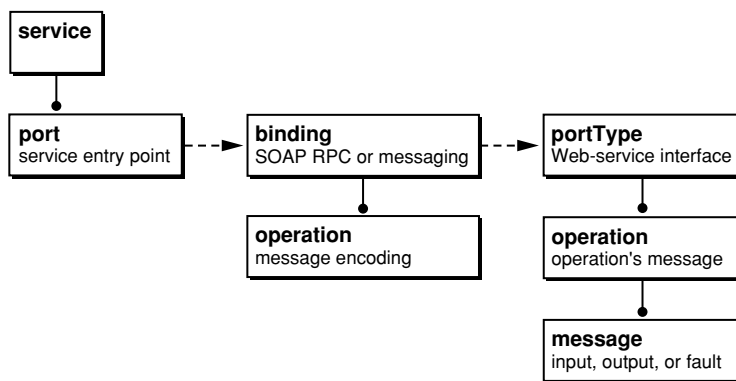 service
port
service entry point
binding
SOAP RPC or messaging
portType
Web-service interface
operation
message encoding
operation
operation's message
message
input, output, or fault